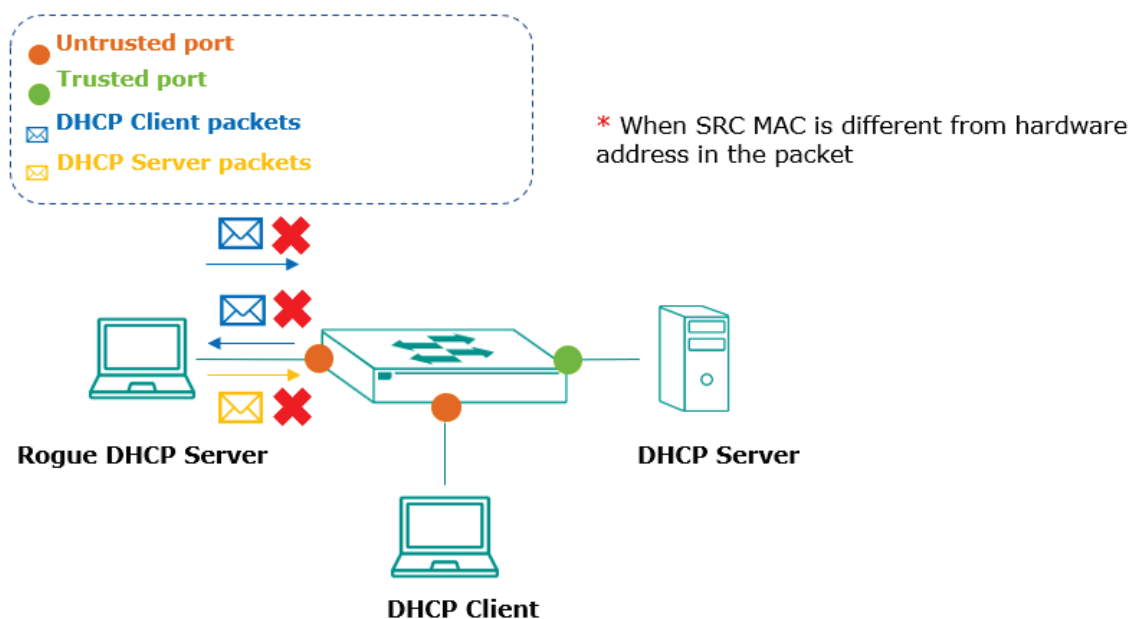 Untrusted port
Trusted port
DHCP Client packets
DHCP Server packets
* When SRC MAC is different from hardware
address in the packet
Rogue DHCP Server
DHCP Server
DHCP Client